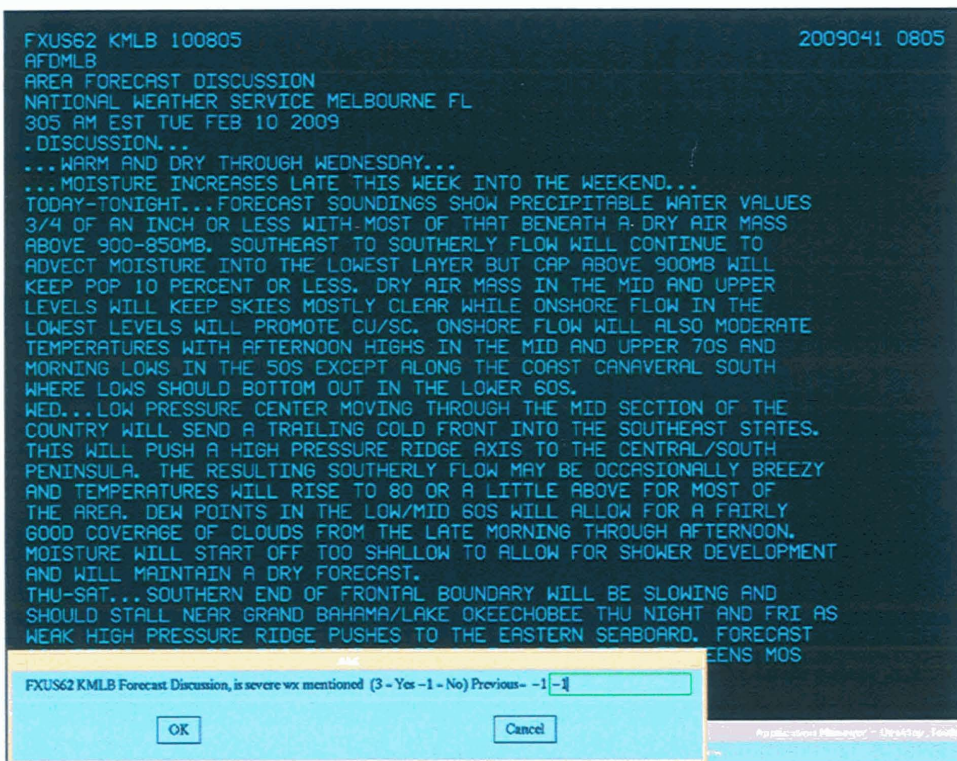 FXUS62 KMLB 100805 2009041 0805
AFDMLB
AREA FORECAST DISCUSSION
NATIONAL WEATHER SERVICE MELBOURNE FL
305 AM EST TUE FEB 10 2009
.DISCUSSION...
...WARM AND DRY THROUGH WEDNESDAY...
...MOISTURE INCREASES LATE THIS WEEK INTO THE WEEKEND...
TODAY-TONIGHT...FORECAST SOUNDINGS SHOW PRECIPITABLE WATER VALUES
3/4 OF AN INCH OR LESS WITH MOST OF THAT BENEATH A DRY AIR MASS
ABOVE 900-850MB. SOUTHEAST TO SOUTHERLY FLOW WILL CONTINUE TO
ADVECT MOISTURE INTO THE LOWEST LAYER BUT CAP ABOVE 900MB WILL
KEEP POP 10 PERCENT OR LESS. DRY AIR MASS IN THE MID AND UPPER
LEVELS WILL KEEP SKIES MOSTLY CLEAR WHILE ONSHORE FLOW IN THE
LOWEST LEVELS WILL PROMOTE CU/SC. ONSHORE FLOW WILL ALSO MODERATE
TEMPERATURES WITH AFTERNOON HIGHS IN THE MID AND UPPER 70S AND
MORNING LOWS IN THE 50S EXCEPT ALONG THE COAST CANAVERAL SOUTH
WHERE LOWS SHOULD BOTTOM OUT IN THE LOWER 60S.
WED...LOW PRESSURE CENTER MOVING THROUGH THE MID SECTION OF THE
COUNTRY WILL SEND A TRAILING COLD FRONT INTO THE SOUTHEAST STATES.
THIS WILL PUSH A HIGH PRESSURE RIDGE AXIS TO THE CENTRAL/SOUTH
PENINSULA. THE RESULTING SOUTHERLY FLOW MAY BE OCCASIONALLY BREEZY
AND TEMPERATURES WILL RISE TO 80 OR A LITTLE ABOVE FOR MOST OF
THE AREA. DEW POINTS IN THE LOW/MID 60S WILL ALLOW FOR A FAIRLY
GOOD COVERAGE OF CLOUDS FROM THE LATE MORNING THROUGH AFTERNOON.
MOISTURE WILL START OFF TOO SHALLOW TO ALLOW FOR SHOWER DEVELOPMENT
AND WILL MAINTAIN A DRY FORECAST.
THU-SAT...SOUTHERN END OF FRONTAL BOUNDARY WILL BE SLOWING AND
SHOULD STALL NEAR GRAND BAHAMA/LAKE OKEECHOBEE THU NIGHT AND FRI AS
WEAK HIGH PRESSURE RIDGE PUSHES TO THE EASTERN SEABOARD. FORECAST
EENS MOS
FXUS62 KMLB Forecast Discussion, is severe wx mentioned (3 - Yes -1 - No) Previous- -1 -1
OK Cancel
Application Manager - Desktop